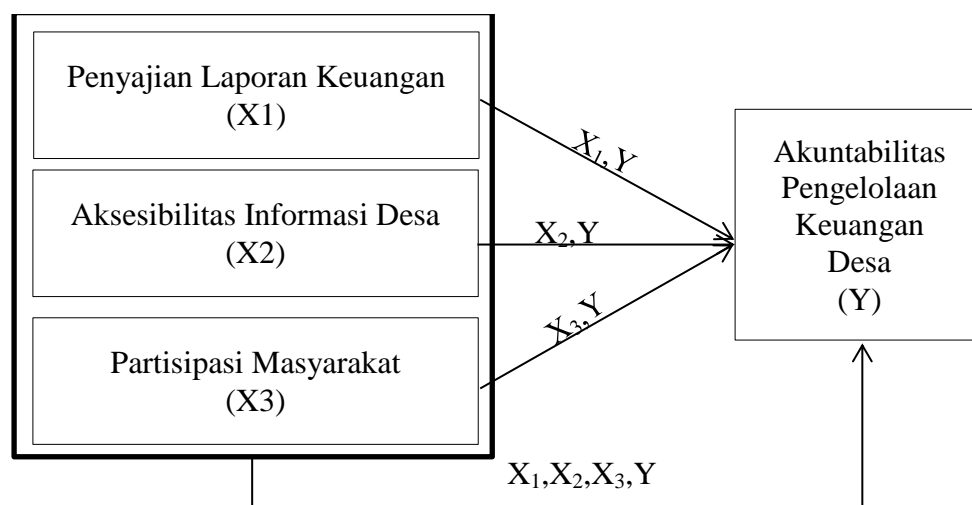 Penyajian Laporan Keuangan
(X1)
Aksesibilitas Informasi Desa
(X2)
Partisipasi Masyarakat
(X3)
X₁,Y
X₂,Y
X₃,Y
Akuntabilitas
Pengelolaan
Keuangan
Desa
(Y)
X₁,X₂,X₃,Y